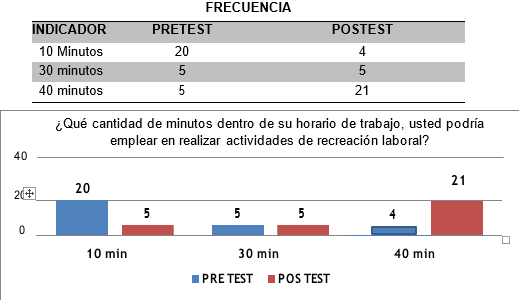 FRECUENCIA
INDICADOR PRETEST POSTEST
10 Minutos 20 4
30 minutos 5 5
40 minutos 5 21
¿Qué cantidad de minutos dentro de su horario de trabajo, usted podría
emplear en realizar actividades de recreación laboral?
40
20
0
20 5 5 5 4 21
10 min 30 min 40 min
PRE TEST POS TEST